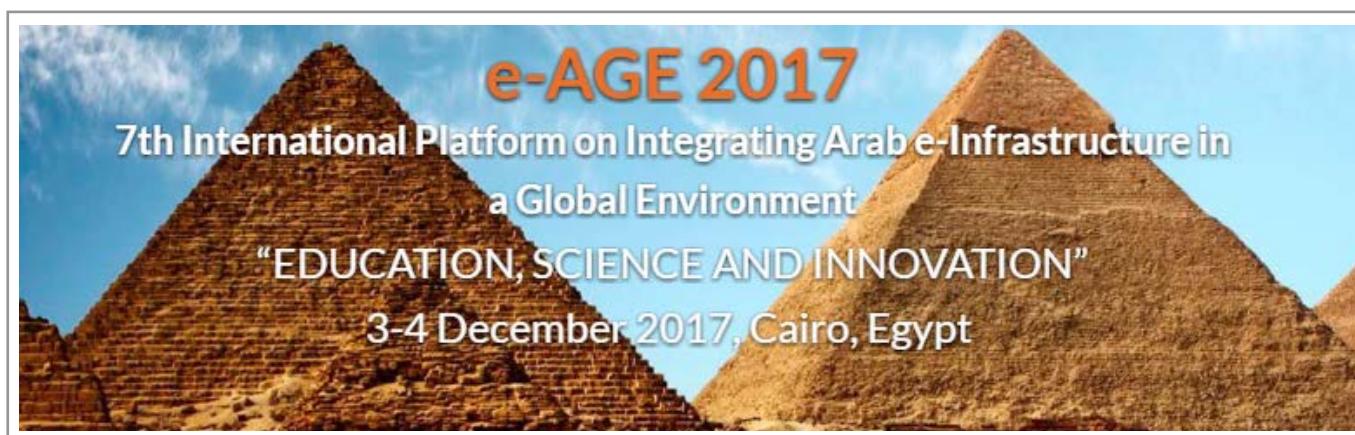 e-AGE 2017
7th International Platform on Integrating Arab e-Infrastructure in
a Global Environment
“EDUCATION, SCIENCE AND INNOVATION”
3-4 December 2017, Cairo, Egypt